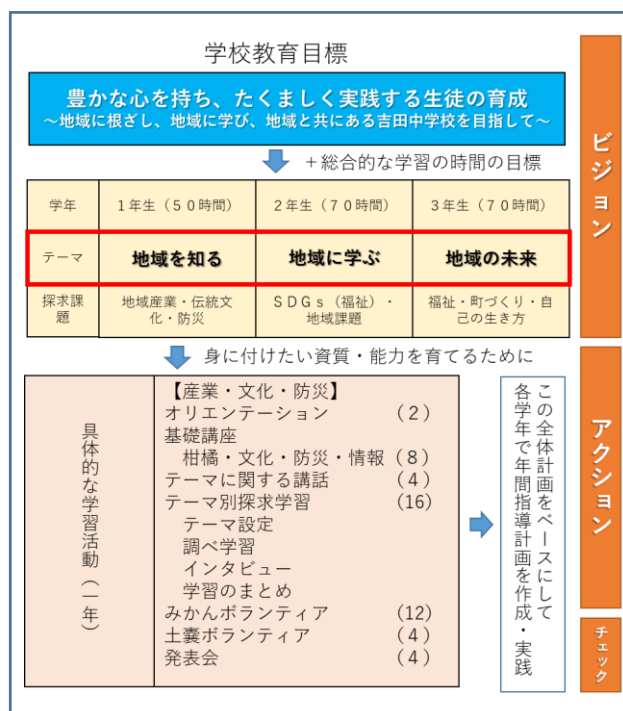 学校教育目標
豊かな心を持ち、たくましく実践する生徒の育成
～地域に根ざし、地域に学び、地域と共にある吉田中学校を目指して～
＋総合的な学習の時間の目標
学年
1年生（５０時間）
2年生（７０時間）
3年生（７０時間）
テーマ
地域を知る
地域に学ぶ
地域の未来
探求課
題
地域産業・伝統文
化・防災
ＳＤＧｓ（福祉）・
地域課題
福祉・町づくり・自
己の生き方
ビジョン
身に付けたい資質・能力を育てるために
具体的な学習活動（一年）
【産業・文化・防災】
オリエンテーション （２）
基礎講座
柑橘・文化・防災・情報（８）
テーマに関する講話 （４）
テーマ別探求学習 （16）
テーマ設定
調べ学習
インタビュー
学習のまとめ
みかんボランティア （12）
土嚢ボランティア （４）
発表会 （４）
この全体計画をベースにして
各学年で年間指導計画を作成・実践
アクション
チェック